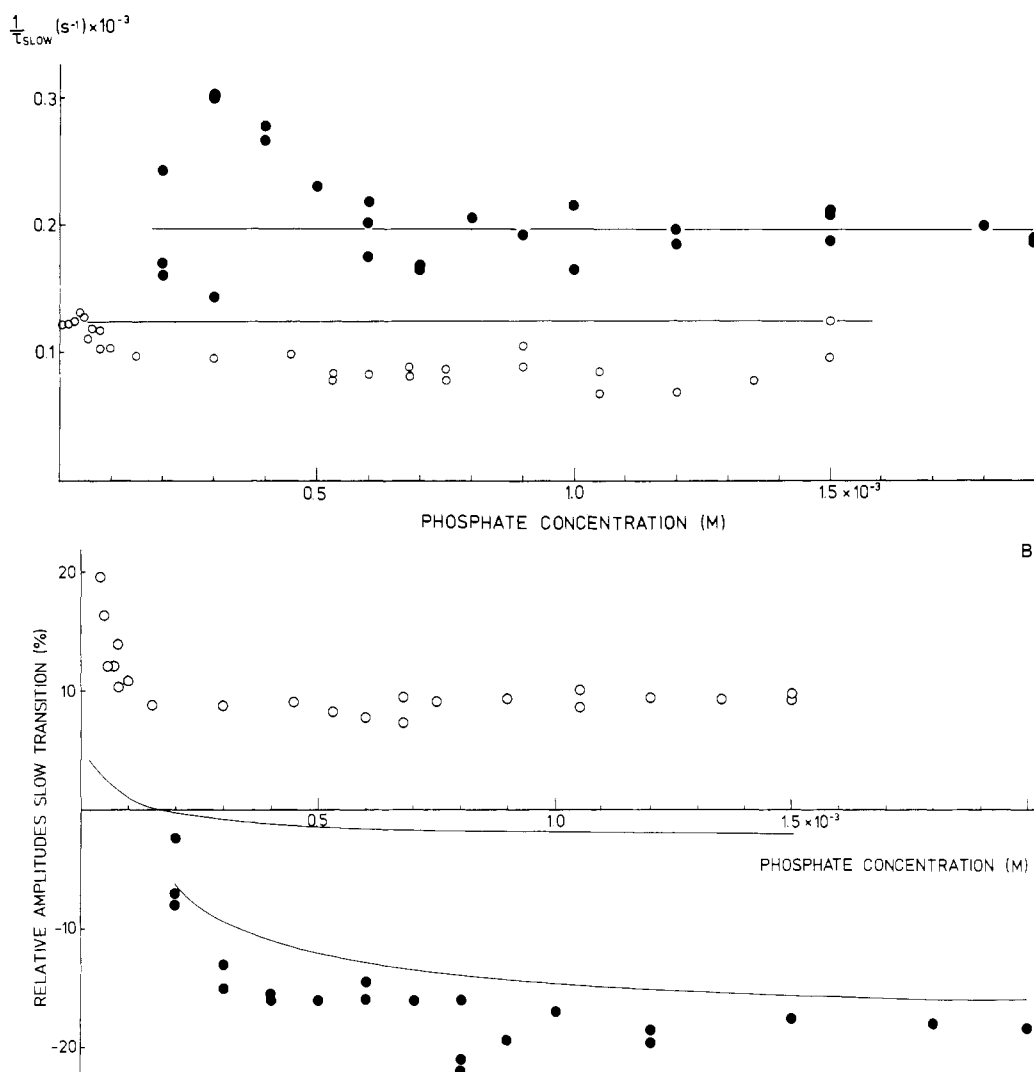 1/τSLOW (s⁻¹) × 10⁻³
0.3
0.2
0.1
0.5
1.0
1.5 × 10⁻³
PHOSPHATE CONCENTRATION (M)
B
20
10
0.5
1.0
1.5 × 10⁻³
PHOSPHATE CONCENTRATION (M)
-10
-20
RELATIVE AMPLITUDES SLOW TRANSITION (%)